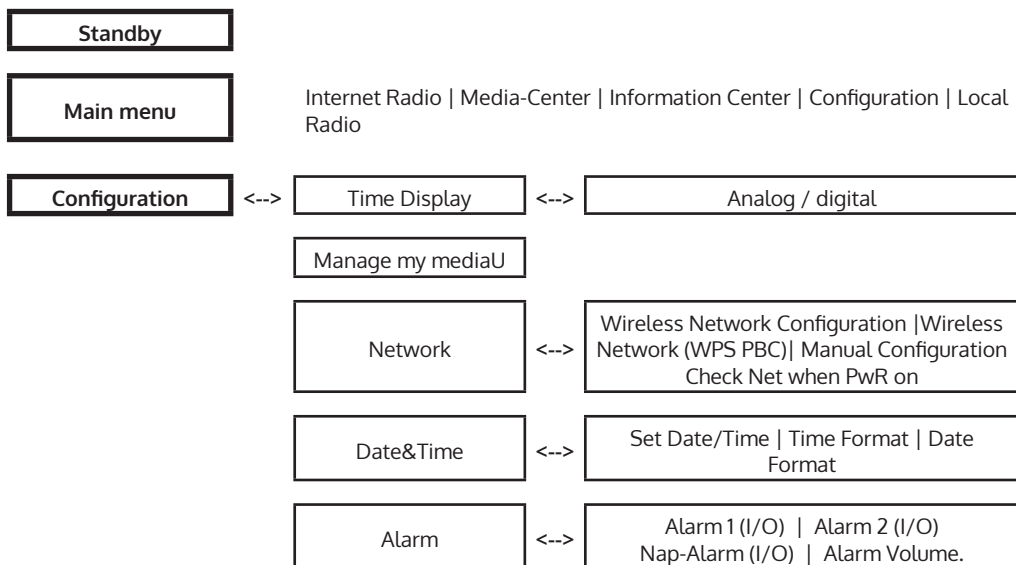 Standby
Main menu
Internet Radio | Media-Center | Information Center | Configuration | Local
Radio
Configuration <--> Time Display <--> Analog / digital
Manage my mediaU
Network <--> Wireless Network Configuration |Wireless
Network (WPS PBC)| Manual Configuration
Check Net when PwR on
Date&Time <--> Set Date/Time | Time Format | Date
Format
Alarm <--> Alarm 1 (I/O) | Alarm 2 (I/O)
Nap-Alarm (I/O) | Alarm Volume.